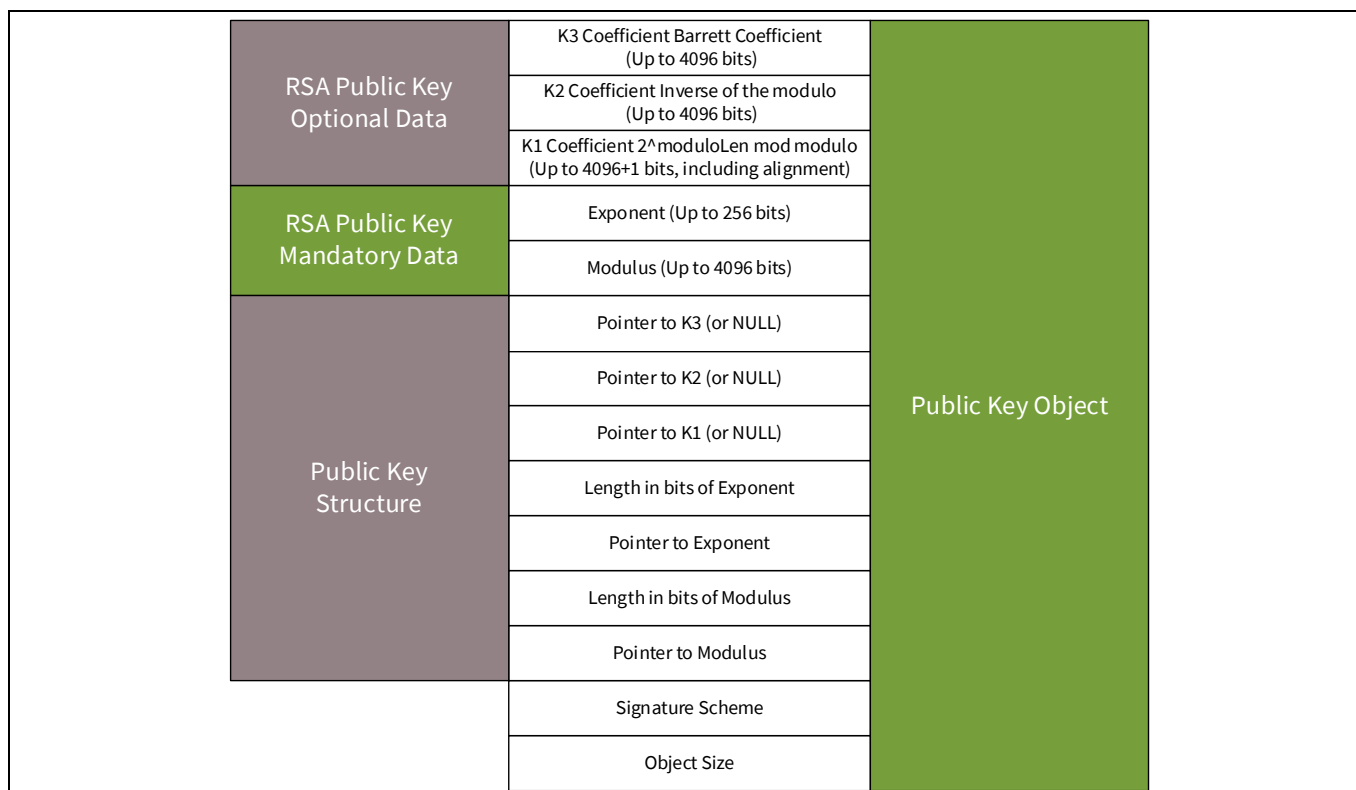 RSA Public Key
Optional Data
K3 Coefficient Barrett Coefficient
(Up to 4096 bits)
K2 Coefficient Inverse of the modulo
(Up to 4096 bits)
K1 Coefficient 2^moduloLen mod modulo
(Up to 4096+1 bits, including alignment)
RSA Public Key
Mandatory Data
Exponent (Up to 256 bits)
Modulus (Up to 4096 bits)
Public Key
Structure
Pointer to K3 (or NULL)
Pointer to K2 (or NULL)
Pointer to K1 (or NULL)
Length in bits of Exponent
Pointer to Exponent
Length in bits of Modulus
Pointer to Modulus
Signature Scheme
Object Size
Public Key Object